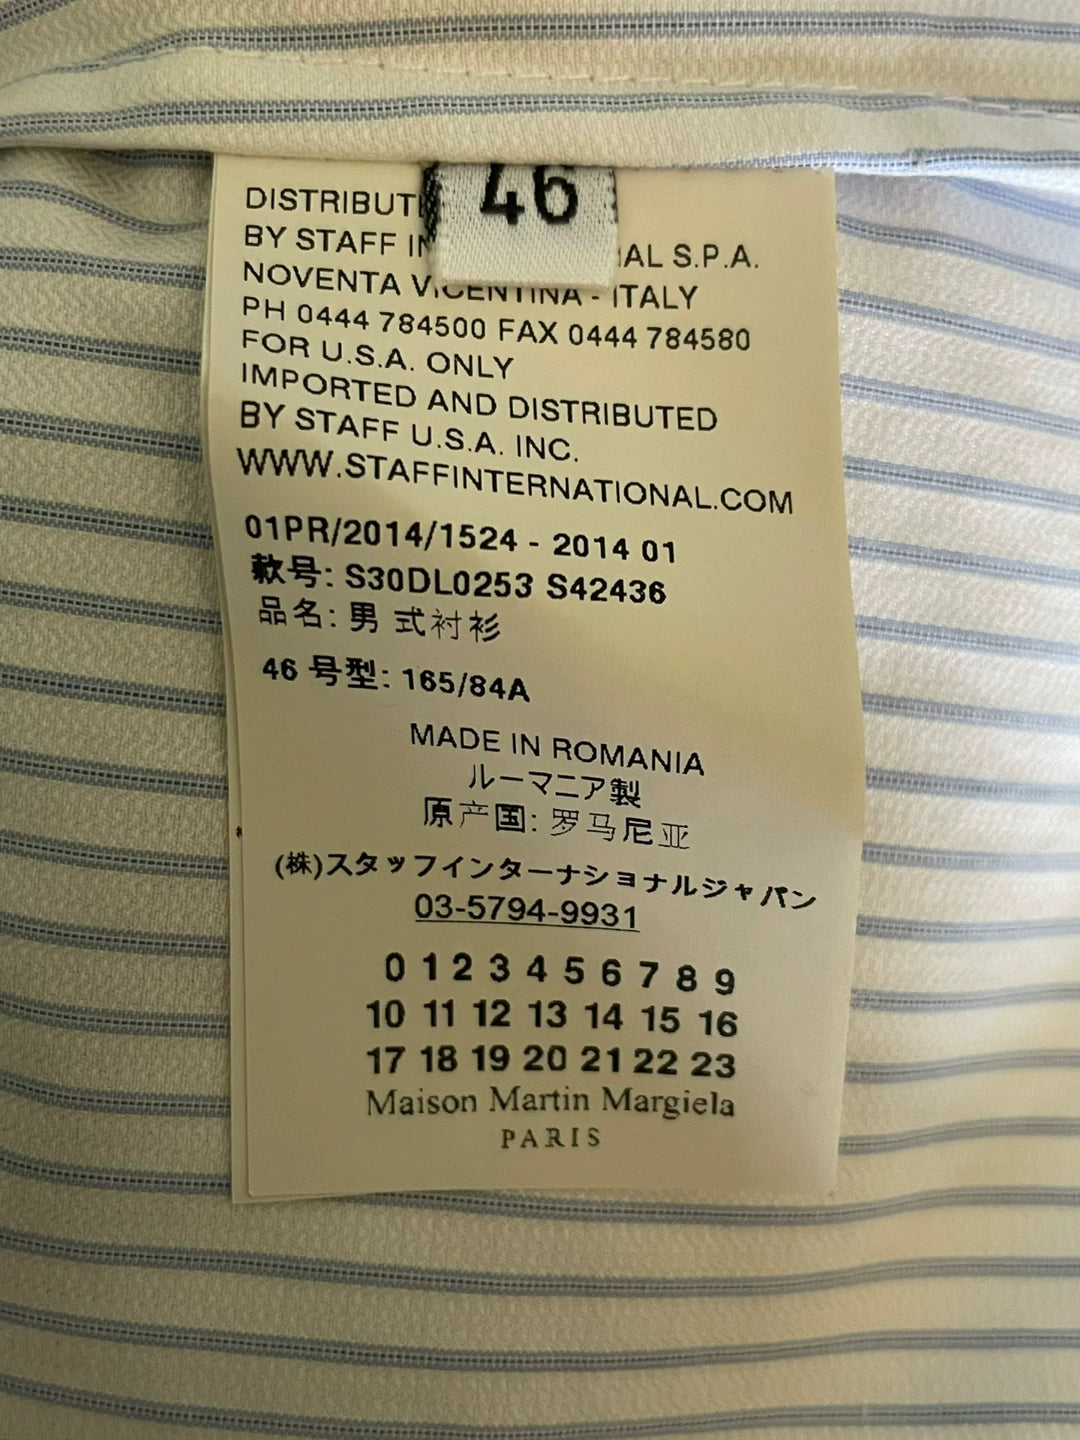 46
DISTRIBUT
BY STAFF IN AL S.P.A.
NOVENTA VICENTINA - ITALY
PH 0444 784500 FAX 0444 784580
FOR U.S.A. ONLY
IMPORTED AND DISTRIBUTED
BY STAFF U.S.A. INC.
WWW.STAFFINTERNATIONAL.COM
01PR/2014/1524 - 2014 01
款号: S30DL0253 S42436
品名: 男 式衬衫
46 号型: 165/84A
MADE IN ROMANIA
ルーマニア製
原产国: 罗马尼亚
(株)スタッフインターナショナルジャパン
03-5794-9931
0 1 2 3 4 5 6 7 8 9
10 11 12 13 14 15 16
17 18 19 20 21 22 23
Maison Martin Margiela
PARIS